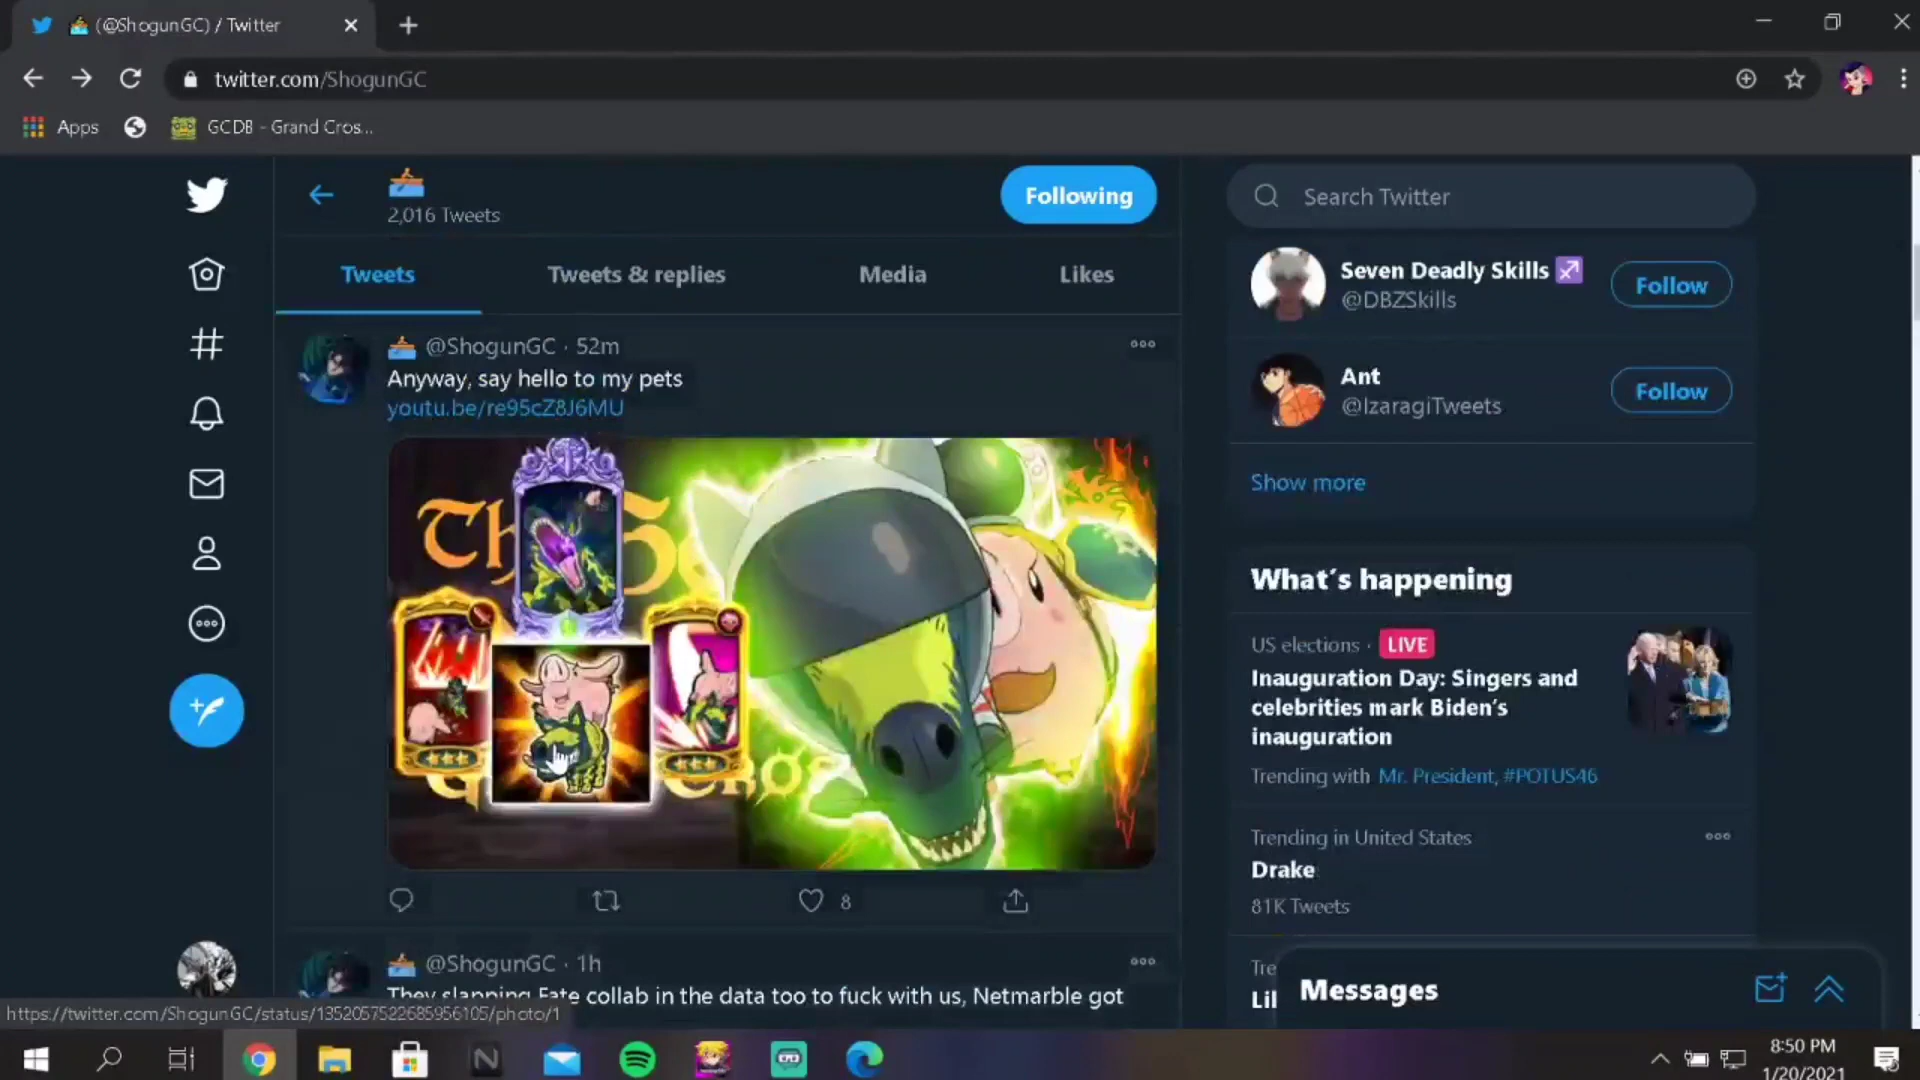 (@ShogunGC) / Twitter
twitter.com/ShogunGC
Apps
GCDB - Grand Cros...
2,016 Tweets
Following
Search Twitter
Tweets
Tweets & replies
Media
Likes
Seven Deadly Skills
@DBZSkills
Follow
Ant
@IzaragiTweets
Follow
Show more
@ShogunGC · 52m
Anyway, say hello to my pets
youtu.be/re95cZ8J6MU
8
What's happening
US elections · LIVE
Inauguration Day: Singers and
celebrities mark Biden's
inauguration
Trending with Mr. President, #POTUS46
Trending in United States
Drake
81K Tweets
Tre
Lil
Messages
@ShogunGC · 1h
They slapping Fate collab in the data too to fuck with us, Netmarble got
https://twitter.com/ShogunGC/status/1352057522685956105/photo/1
8:50 PM
1/20/2021